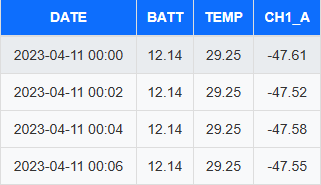 DATE BATT TEMP CH1_A
2023-04-11 00:00 12.14 29.25 -47.61
2023-04-11 00:02 12.14 29.25 -47.52
2023-04-11 00:04 12.14 29.25 -47.58
2023-04-11 00:06 12.14 29.25 -47.55